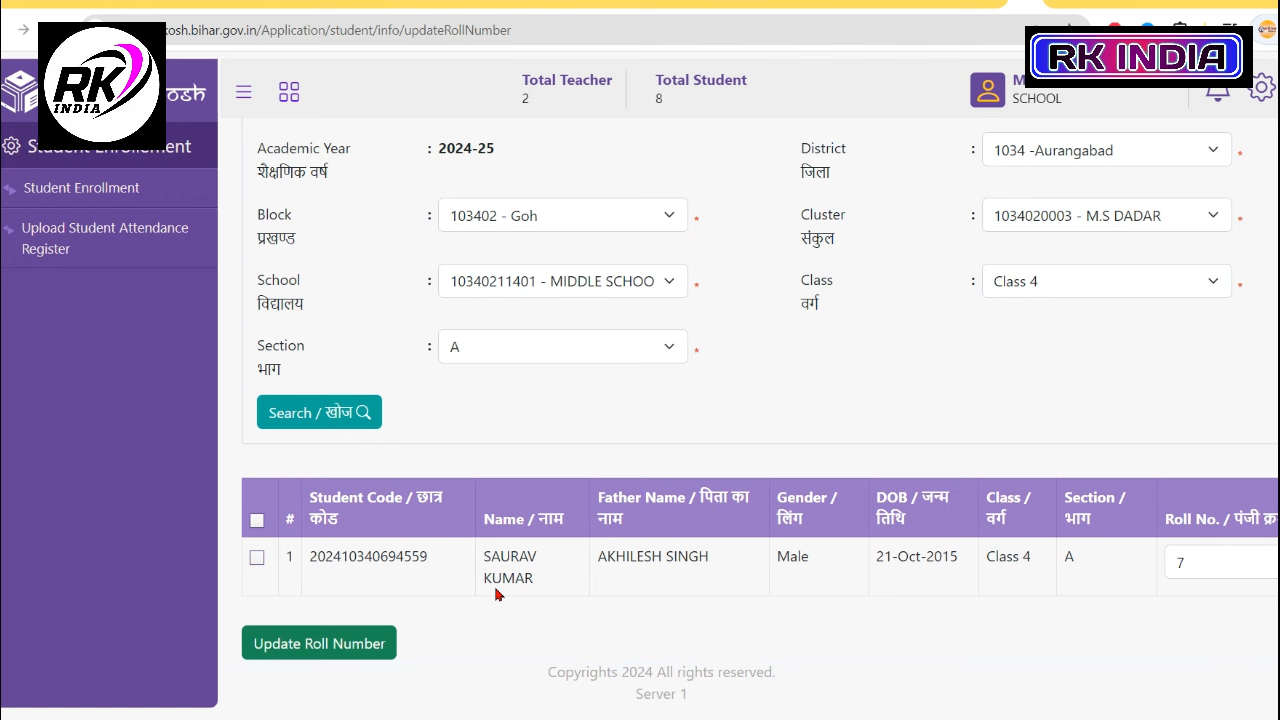 kosh.bihar.gov.in/Application/student/info/updateRollNumber
RK
INDIA
RK INDIA
osh
Total Teacher
2
Total Student
8
M
SCHOOL
Student Enrollement
Student Enrollment
Upload Student Attendance
Register
Academic Year : 2024-25
शैक्षणिक वर्ष
District : 1034 -Aurangabad *
जिला
Block : 103402 - Goh *
प्रखण्ड
Cluster : 1034020003 - M.S DADAR *
संकुल
School : 10340211401 - MIDDLE SCHOO *
विद्यालय
Class : Class 4 *
वर्ग
Section : A *
भाग
Search / खोज
# Student Code / छात्र कोड Name / नाम Father Name / पिता का नाम Gender / लिंग DOB / जन्म तिथि Class / वर्ग Section / भाग Roll No. / पंजी क्र
1 202410340694559 SAURAV KUMAR AKHILESH SINGH Male 21-Oct-2015 Class 4 A 7
Update Roll Number
Copyrights 2024 All rights reserved.
Server 1